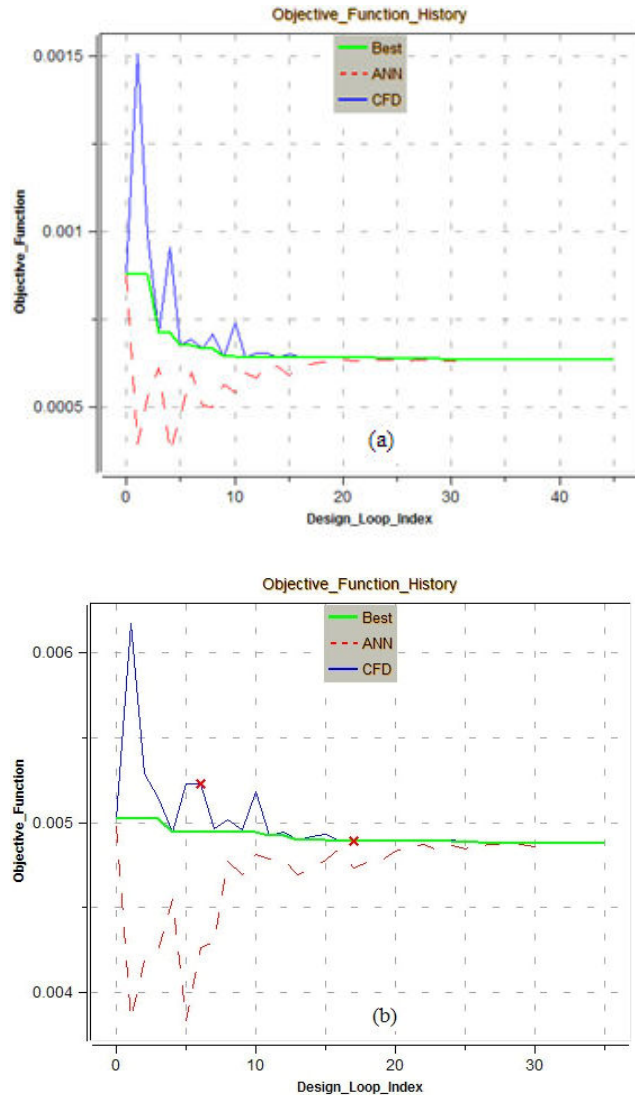 Objective_Function_History
Best
ANN
CFD
0.0015
0.001
0.0005
Objective_Function
(a)
0 10 20 30 40
Design_Loop_Index
Objective_Function_History
Best
ANN
CFD
0.006
0.005
0.004
Objective_Function
(b)
0 10 20 30
Design_Loop_Index